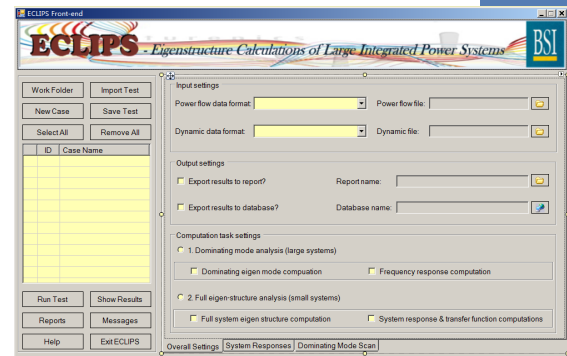 ECLIPS Front-end
ECLIPS - Eigenstructure Calculations of Large Integrated Power Systems BSI
Work Folder Import Test
New Case Save Test
Select All Remove All
ID Case Name
Run Test Show Results
Reports Messages
Help Exit ECLIPS
Input settings
Power flow data format: Power flow file:
Dynamic data format: Dynamic file:
Output settings
Export results to report? Report name:
Export results to database? Database name:
Computation task settings
1. Dominating mode analysis (large systems)
Dominating eigen mode compuation Frequency response computation
2. Full eigen-structure analysis (small systems)
Full system eigen structure computation System response & transfer function computations
Overall Settings System Responses Dominating Mode Scan